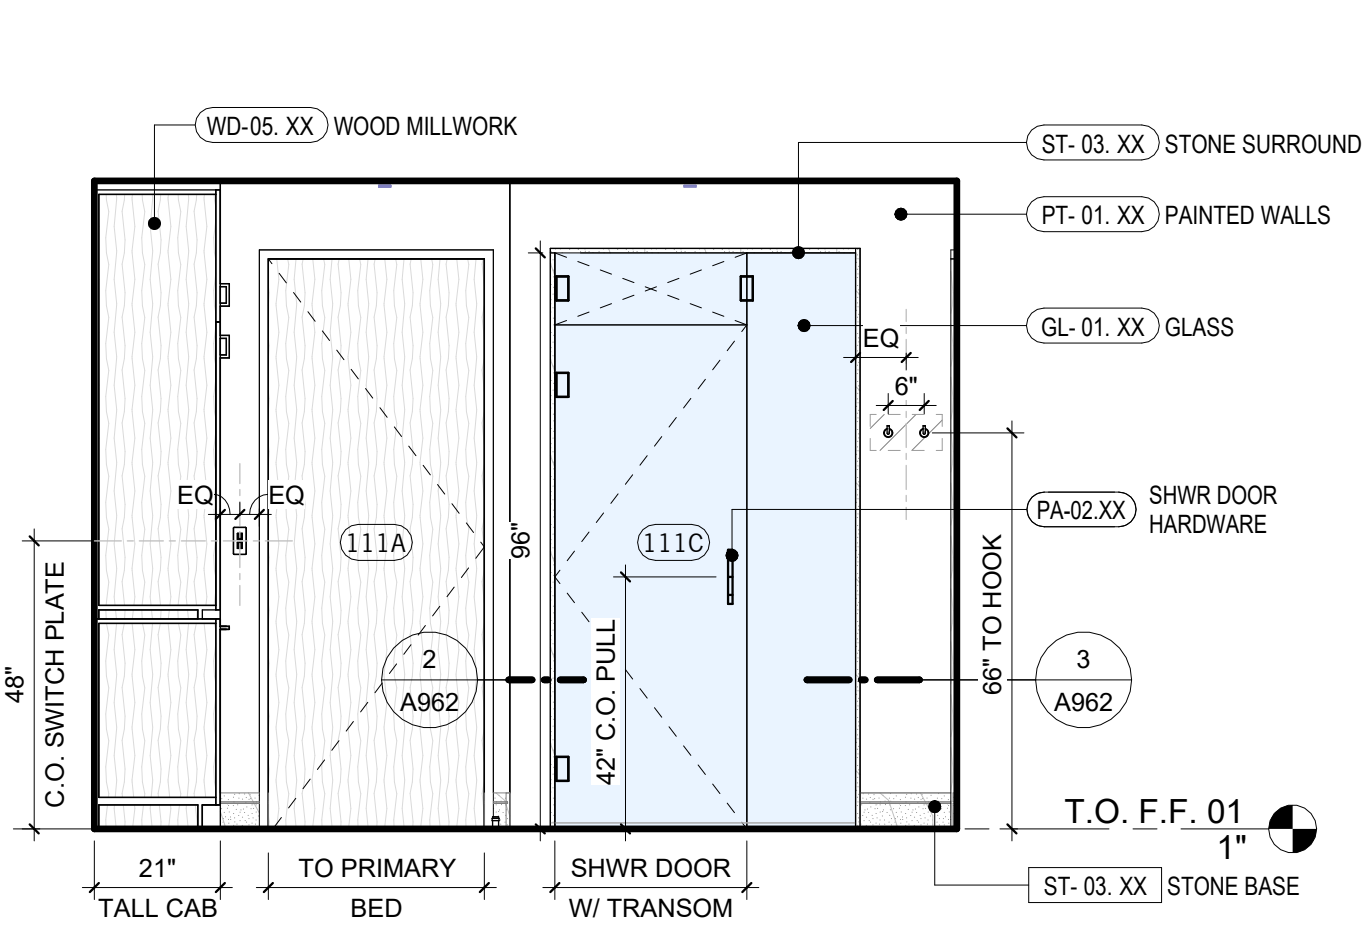 WD-05. XX WOOD MILLWORK
ST- 03. XX STONE SURROUND
PT- 01. XX PAINTED WALLS
GL- 01. XX GLASS
EQ
6"
EQ EQ
PA-02.XX SHWR DOOR
HARDWARE
111A
96"
111C
48"
C.O. SWITCH PLATE
42" C.O. PULL
66" TO HOOK
2
A962
3
A962
T.O. F.F. 01
1"
21"
TALL CAB
TO PRIMARY
BED
SHWR DOOR
W/ TRANSOM
ST- 03. XX STONE BASE